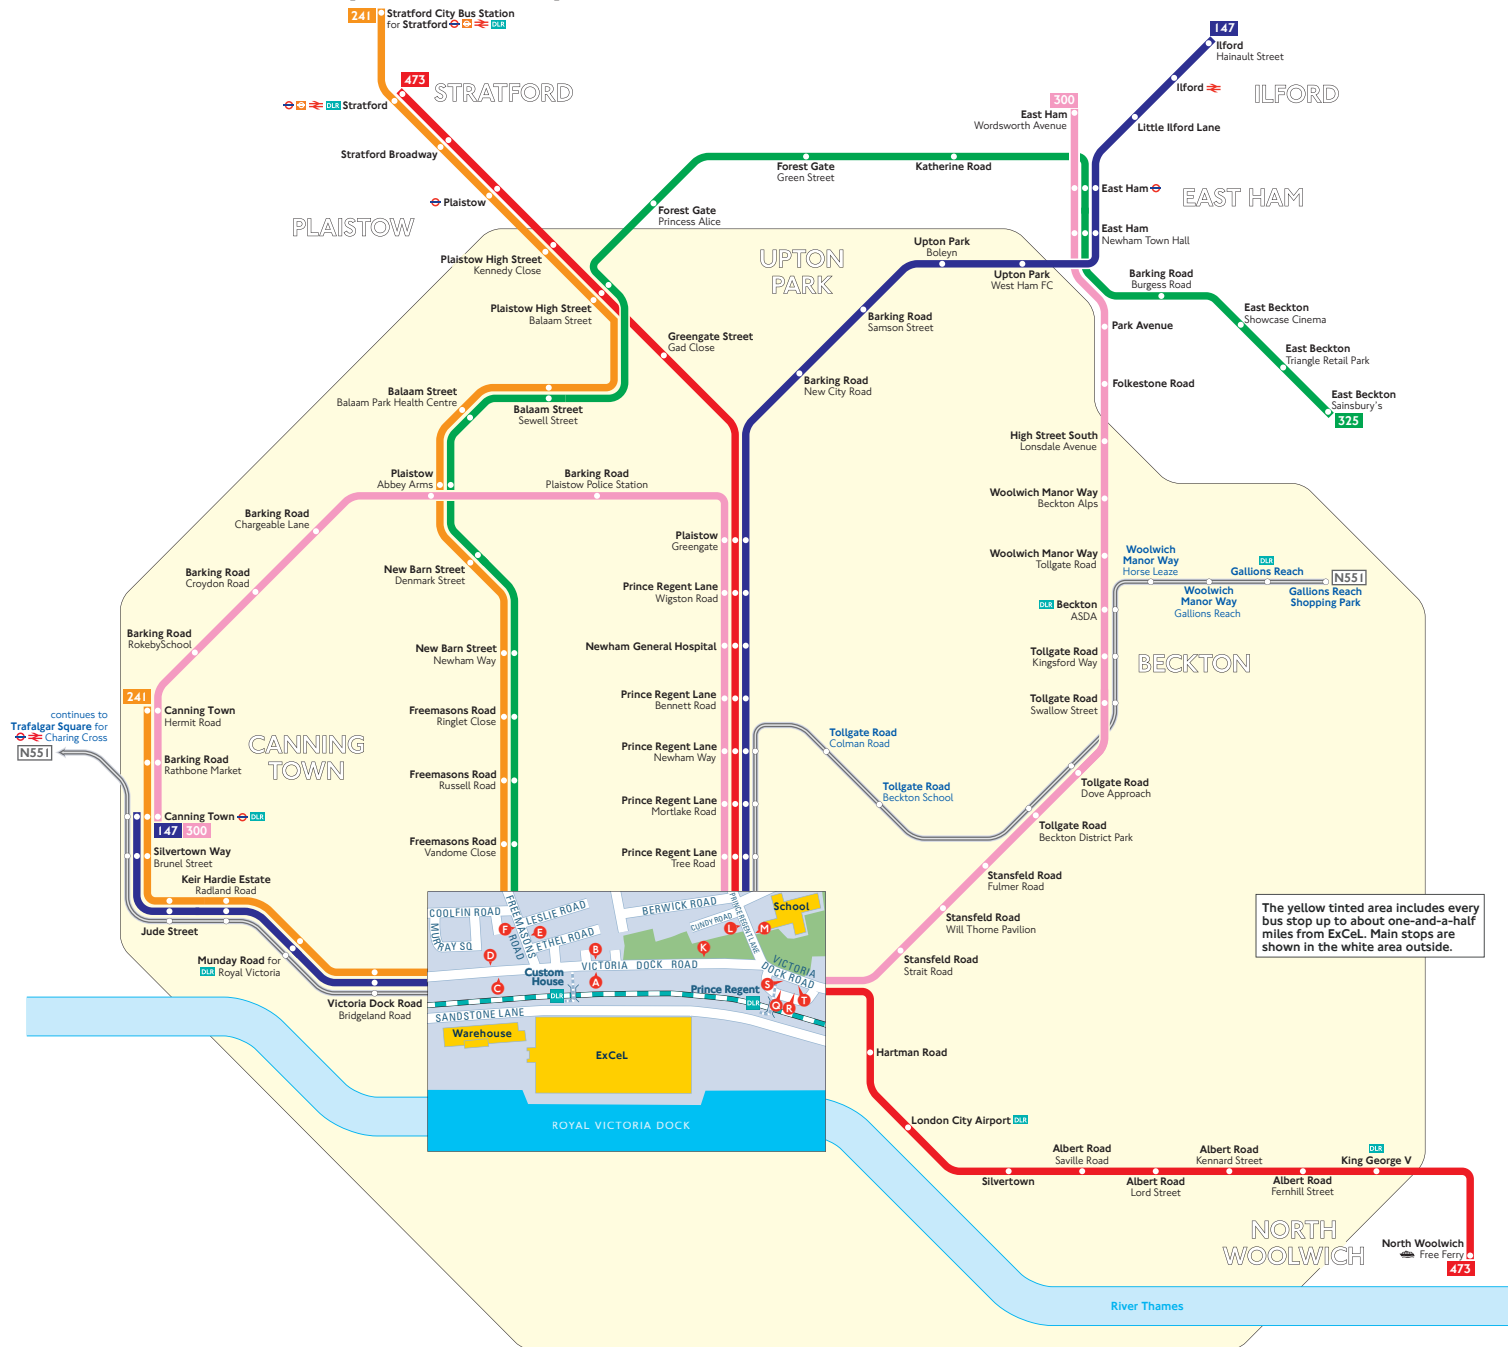 241
Stratford City Bus Station
for Stratford DLR
473
STRATFORD
DLR Stratford
Stratford Broadway
Plaistow
PLAISTOW
147
Ilford
Hainault Street
Ilford
ILFORD
Little Ilford Lane
300
East Ham
Wordsworth Avenue
Forest Gate
Green Street
Katherine Road
East Ham
EAST HAM
East Ham
Newham Town Hall
Forest Gate
Princess Alice
Plaistow High Street
Kennedy Close
UPTON
PARK
Upton Park
Boleyn
Upton Park
West Ham FC
Barking Road
Burgess Road
East Beckton
Showcase Cinema
East Beckton
Triangle Retail Park
East Beckton
Sainsbury's
325
Plaistow High Street
Balaam Street
Greengate Street
Gad Close
Barking Road
Samson Street
Barking Road
New City Road
Park Avenue
Folkestone Road
Balaam Street
Balaam Park Health Centre
Balaam Street
Sewell Street
High Street South
Lonsdale Avenue
Plaistow
Abbey Arms
Barking Road
Plaistow Police Station
Woolwich Manor Way
Beckton Alps
Barking Road
Chargeable Lane
Plaistow
Greengate
Woolwich Manor Way
Tollgate Road
Woolwich
Manor Way
Horse Leaze
DLR
Gallions Reach
N551
Woolwich
Manor Way
Gallions Reach
Gallions Reach
Shopping Park
Barking Road
Croydon Road
New Barn Street
Denmark Street
Prince Regent Lane
Wigston Road
DLR Beckton
ASDA
Barking Road
RokebySchool
New Barn Street
Newham Way
Newham General Hospital
Tollgate Road
Kingsford Way
BECKTON
241
Canning Town
Hermit Road
continues to
Trafalgar Square for
Charing Cross
N551
CANNING
TOWN
Freemasons Road
Ringlet Close
Prince Regent Lane
Bennett Road
Tollgate Road
Swallow Street
Barking Road
Rathbone Market
Prince Regent Lane
Newham Way
Tollgate Road
Colman Road
Freemasons Road
Russell Road
Tollgate Road
Beckton School
Tollgate Road
Dove Approach
Canning Town DLR
147 300
Prince Regent Lane
Mortlake Road
Tollgate Road
Beckton District Park
Silvertown Way
Brunel Street
Freemasons Road
Vandome Close
Prince Regent Lane
Tree Road
Stansfeld Road
Fulmer Road
Keir Hardie Estate
Radland Road
Jude Street
Stansfeld Road
Will Thorne Pavilion
The yellow tinted area includes every
bus stop up to about one-and-a-half
miles from ExCeL. Main stops are
shown in the white area outside.
Munday Road for
DLR Royal Victoria
Stansfeld Road
Strait Road
Victoria Dock Road
Bridgeland Road
COOLFIN ROAD
FREEMASONS
ROAD
LESLIE ROAD
BERWICK ROAD
CUNDY ROAD
PRINCE REGENT LANE
School
MURRAY SQ
ETHEL ROAD
F
E
L
M
D
B
K
VICTORIA DOCK ROAD
VICTORIA
DOCK ROAD
Custom
House
DLR
C
A
Prince Regent
DLR
S
Q
R
T
SANDSTONE LANE
Warehouse
ExCeL
ROYAL VICTORIA DOCK
Hartman Road
London City Airport DLR
Silvertown
Albert Road
Saville Road
Albert Road
Lord Street
Albert Road
Kennard Street
Albert Road
Fernhill Street
DLR
King George V
NORTH
WOOLWICH
North Woolwich
Free Ferry
473
River Thames